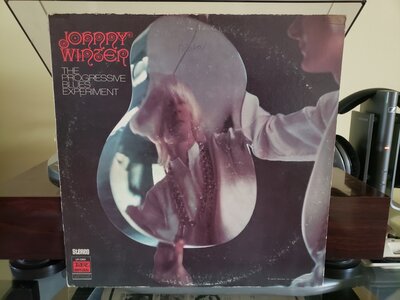 JOHNNY
WINTER
THE
PROGRESSIVE
BLUES
EXPERIMENT
Stereo